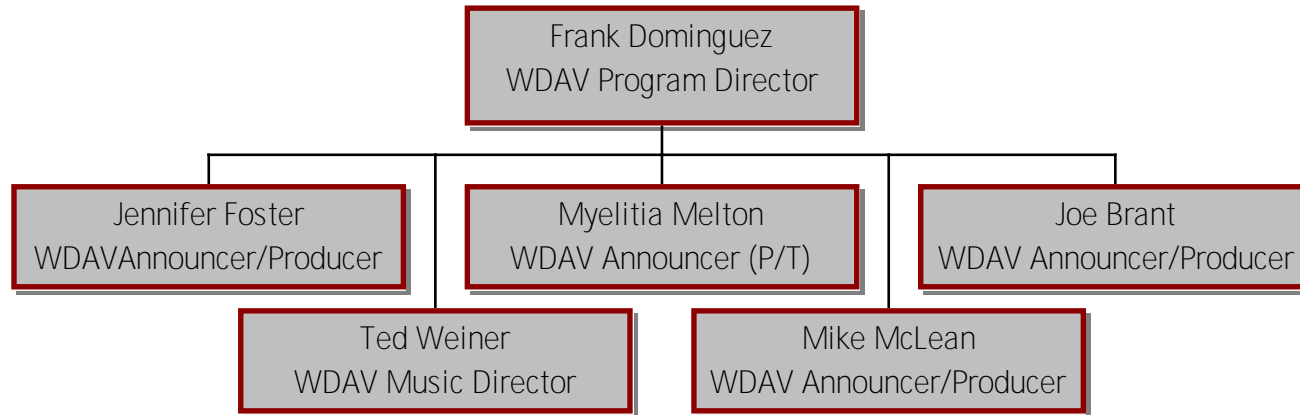 Frank Dominguez
WDAV Program Director
Jennifer Foster
WDAVAnnouncer/Producer
Myelitia Melton
WDAV Announcer (P/T)
Joe Brant
WDAV Announcer/Producer
Ted Weiner
WDAV Music Director
Mike McLean
WDAV Announcer/Producer